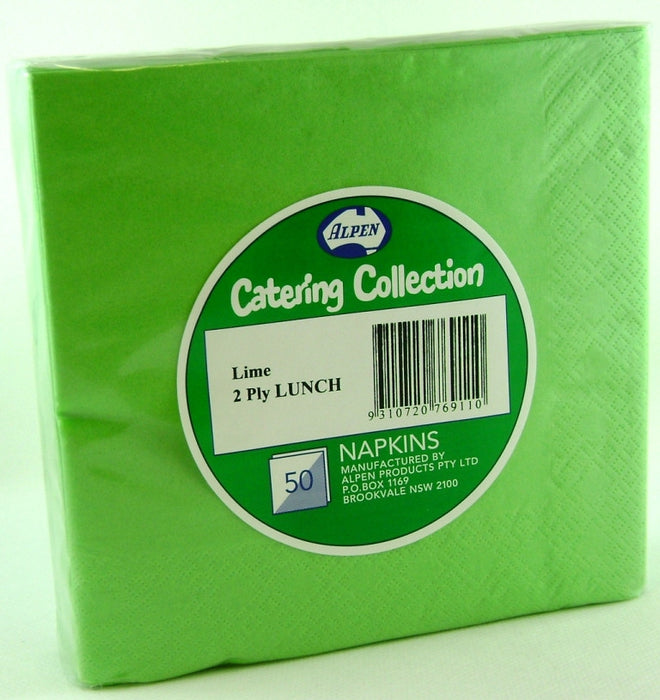 ALPEN
Catering Collection
Lime
2 Ply LUNCH
9 310720 769110
50
NAPKINS
MANUFACTURED BY
ALPEN PRODUCTS PTY LTD
P.O.BOX 1169
BROOKVALE NSW 2100